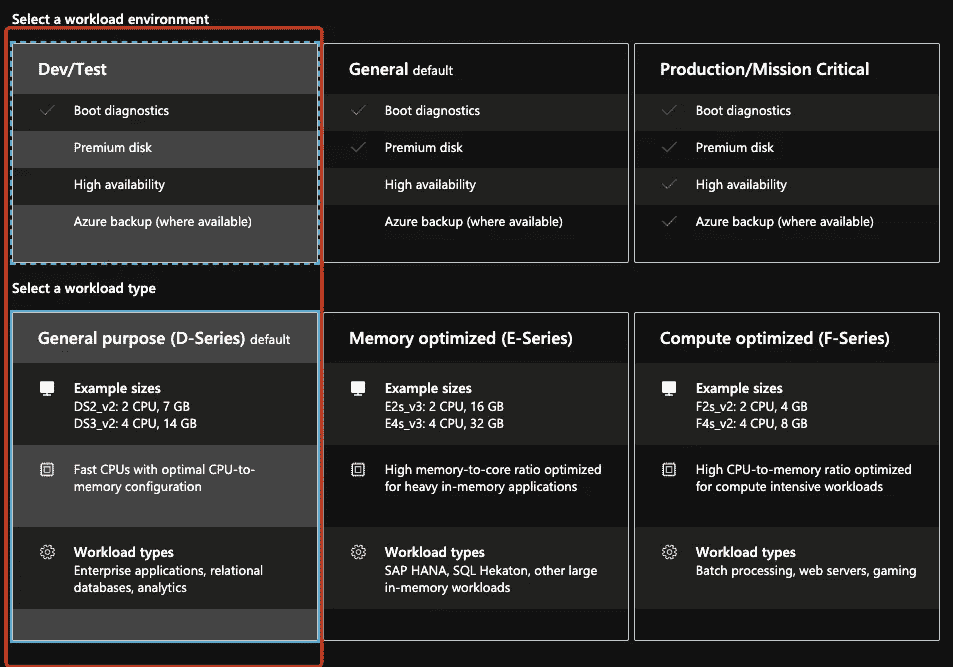 Select a workload environment
Dev/Test
Boot diagnostics
Premium disk
High availability
Azure backup (where available)
General default
Boot diagnostics
Premium disk
High availability
Azure backup (where available)
Production/Mission Critical
Boot diagnostics
Premium disk
High availability
Azure backup (where available)
Select a workload type
General purpose (D-Series) default
Example sizes
DS2_v2: 2 CPU, 7 GB
DS3_v2: 4 CPU, 14 GB
Fast CPUs with optimal CPU-to-
memory configuration
Workload types
Enterprise applications, relational
databases, analytics
Memory optimized (E-Series)
Example sizes
E2s_v3: 2 CPU, 16 GB
E4s_v3: 4 CPU, 32 GB
High memory-to-core ratio optimized
for heavy in-memory applications
Workload types
SAP HANA, SQL Hekaton, other large
in-memory workloads
Compute optimized (F-Series)
Example sizes
F2s_v2: 2 CPU, 4 GB
F4s_v2: 4 CPU, 8 GB
High CPU-to-memory ratio optimized
for compute intensive workloads
Workload types
Batch processing, web servers, gaming